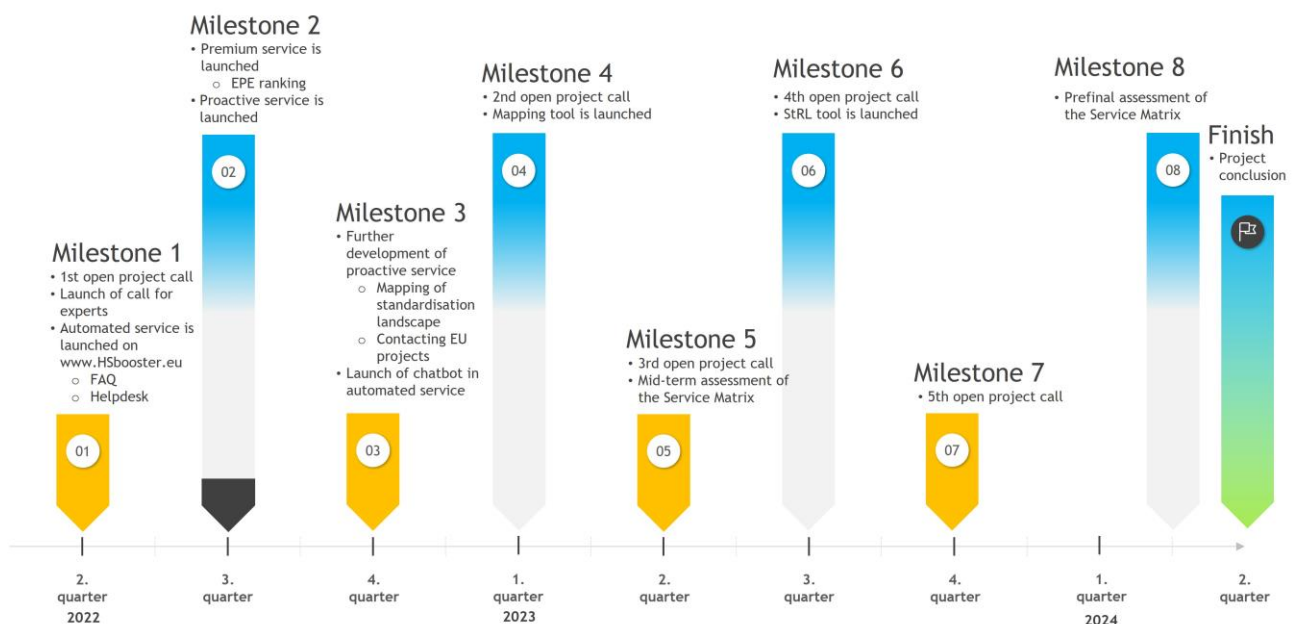 Milestone 1
• 1st open project call
• Launch of call for
experts
• Automated service is
launched on
www.HSbooster.eu
o FAQ
o Helpdesk
01
Milestone 2
• Premium service is
launched
o EPE ranking
• Proactive service is
launched
02
Milestone 3
• Further
development of
proactive service
o Mapping of
standardisation
landscape
o Contacting EU
projects
• Launch of chatbot in
automated service
03
Milestone 4
• 2nd open project call
• Mapping tool is launched
04
Milestone 5
• 3rd open project call
• Mid-term assessment of
the Service Matrix
05
Milestone 6
• 4th open project call
• StRL tool is launched
06
Milestone 7
• 5th open project call
07
Milestone 8
• Prefinal assessment of
the Service Matrix
08
Finish
• Project
conclusion
2.
quarter
2022
3.
quarter
4.
quarter
1.
quarter
2023
2.
quarter
3.
quarter
4.
quarter
1.
quarter
2024
2.
quarter